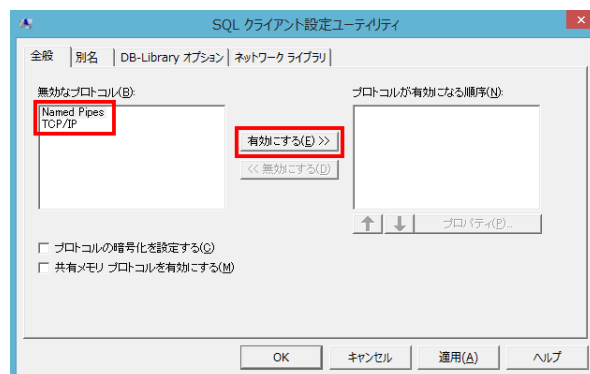 SQL クライアント設定ユーティリティ
全般 別名 DB-Library オプション ネットワーク ライブラリ
無効なプロトコル(B): プロトコルが有効になる順序(N):
Named Pipes
TCP/IP
有効にする(E) >>
<< 無効にする(D)
プロパティ(P)...
プロトコルの暗号化を設定する(C)
共有メモリ プロトコルを有効にする(M)
OK キャンセル 適用(A) ヘルプ